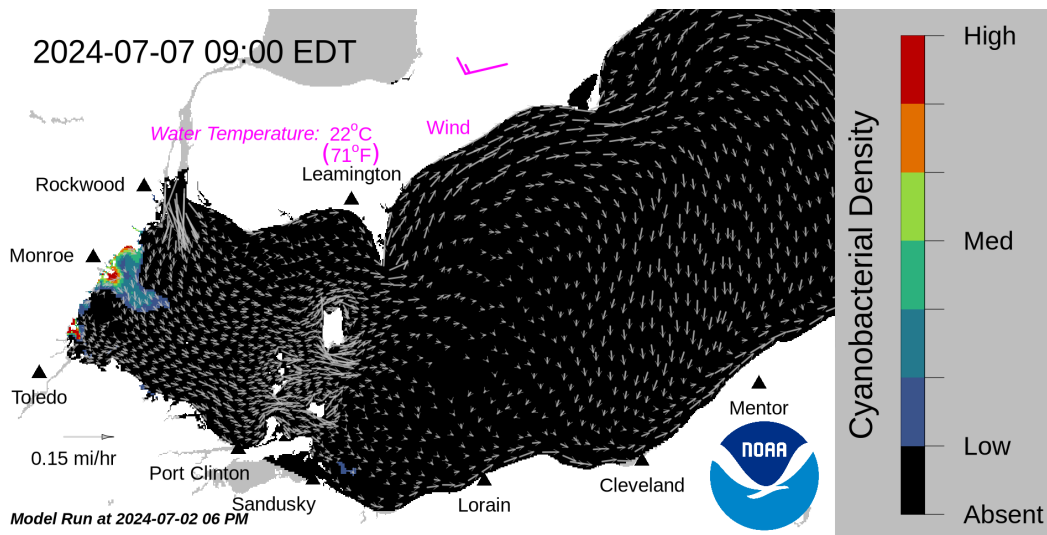 2024-07-07 09:00 EDT
High
Wind
Water Temperature: 22°C
(71°F)
Leamington
Rockwood
Monroe
Med
Cyanobacterial Density
Toledo
Mentor
NOAA
0.15 mi/hr
Low
Port Clinton
Cleveland
Sandusky
Lorain
Absent
Model Run at 2024-07-02 06 PM